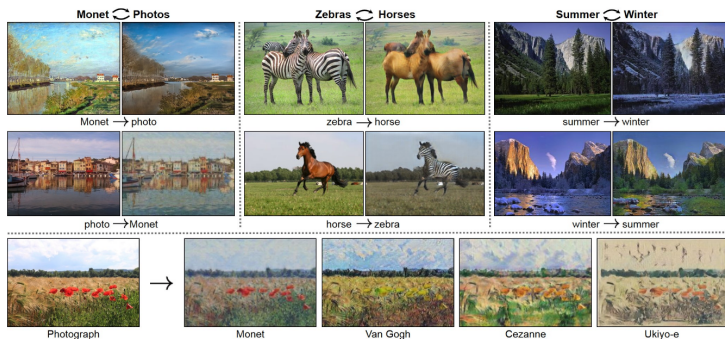 Monet Photos
Zebras Horses
Summer Winter
Monet → photo
zebra → horse
summer → winter
photo → Monet
horse → zebra
winter → summer
Photograph
Monet
Van Gogh
Cezanne
Ukiyo-e